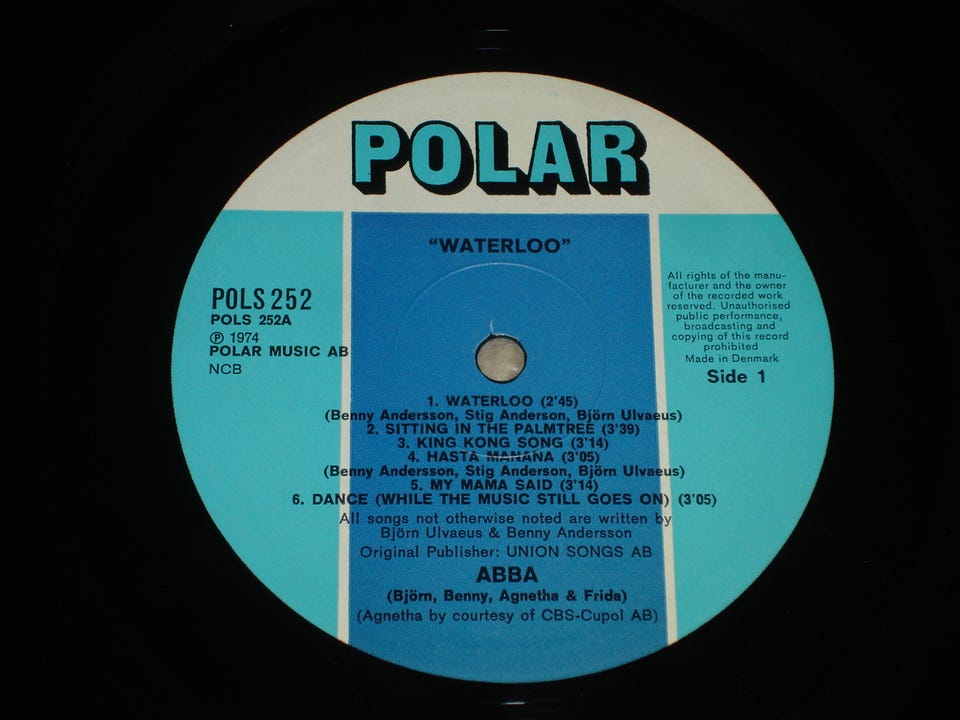 POLAR
"WATERLOO"
POLS 252
POLS 252A
Ⓟ 1974
POLAR MUSIC AB
NCB
All rights of the manu-
facturer and the owner
of the recorded work
reserved. Unauthorised
public performance,
broadcasting and
copying of this record
prohibited
Made in Denmark
Side 1
1. WATERLOO (2'45)
(Benny Andersson, Stig Anderson, Björn Ulvaeus)
2. SITTING IN THE PALMTREE (3'39)
3. KING KONG SONG (3'14)
4. HASTA MANANA (3'05)
(Benny Andersson, Stig Anderson, Björn Ulvaeus)
5. MY MAMA SAID (3'14)
6. DANCE (WHILE THE MUSIC STILL GOES ON) (3'05)
All songs not otherwise noted are written by
Björn Ulvaeus & Benny Andersson
Original Publisher: UNION SONGS AB
ABBA
(Björn, Benny, Agnetha & Frida)
(Agnetha by courtesy of CBS-Cupol AB)